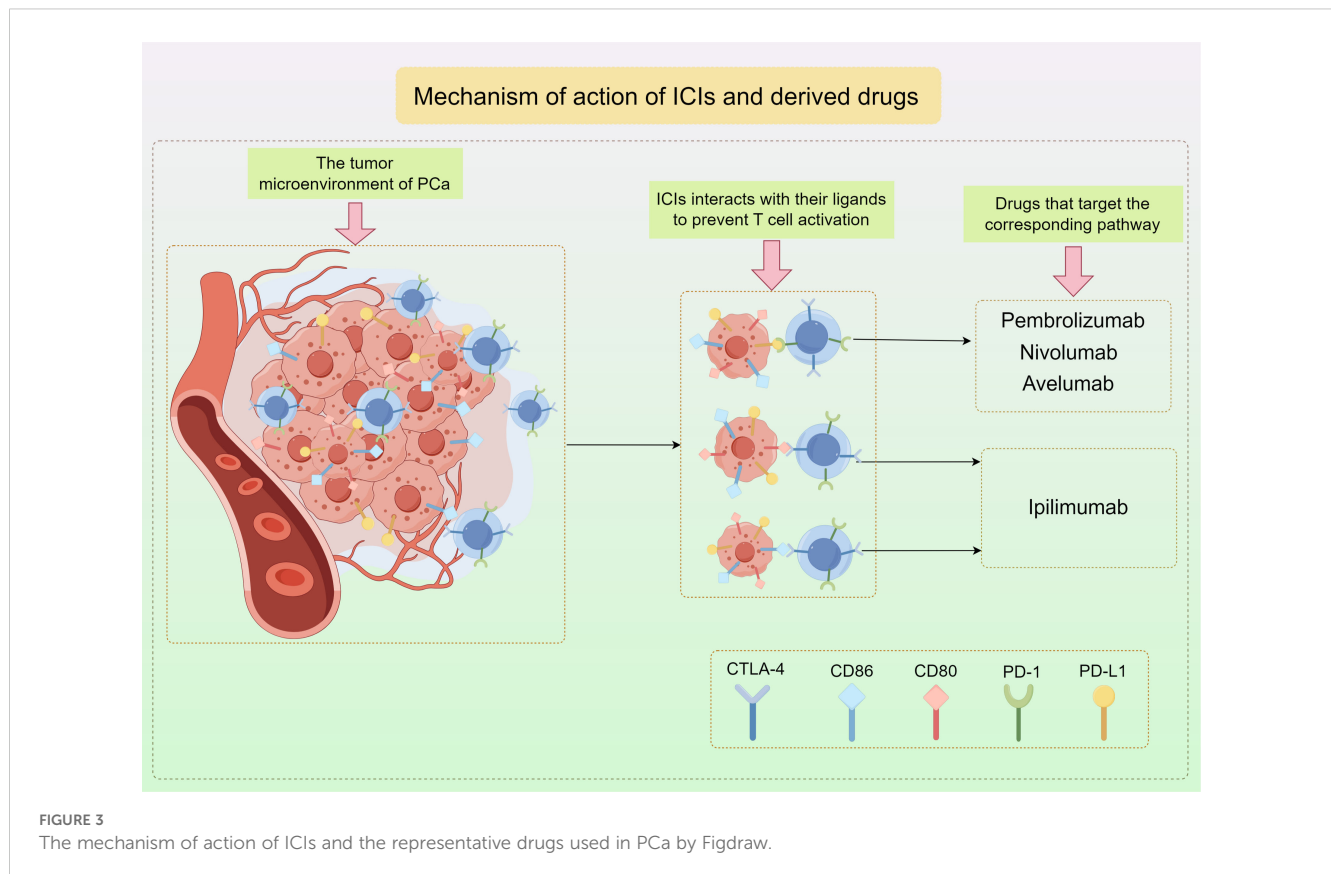 Mechanism of action of ICIs and derived drugs
The tumor
microenvironment of PCa
ICIs interacts with their ligands
to prevent T cell activation
Drugs that target the
corresponding pathway
Pembrolizumab
Nivolumab
Avelumab
Ipilimumab
CTLA-4 CD86 CD80 PD-1 PD-L1
FIGURE 3
The mechanism of action of ICIs and the representative drugs used in PCa by Figdraw.